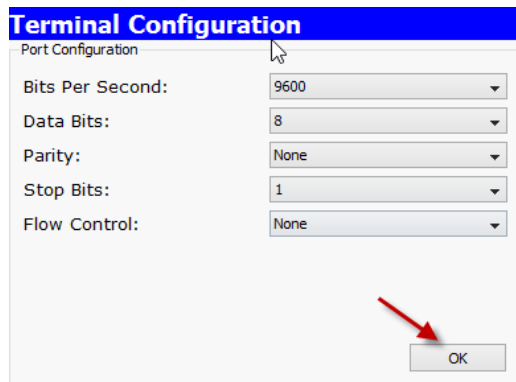 Terminal Configuration
Port Configuration
Bits Per Second: 9600
Data Bits: 8
Parity: None
Stop Bits: 1
Flow Control: None
OK